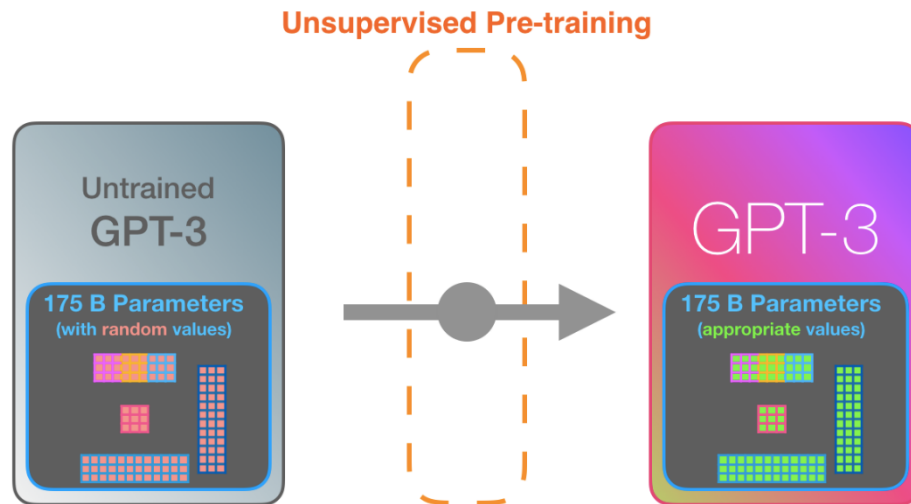 Unsupervised Pre-training
Untrained
GPT-3
175 B Parameters
(with random values)
GPT-3
175 B Parameters
(appropriate values)